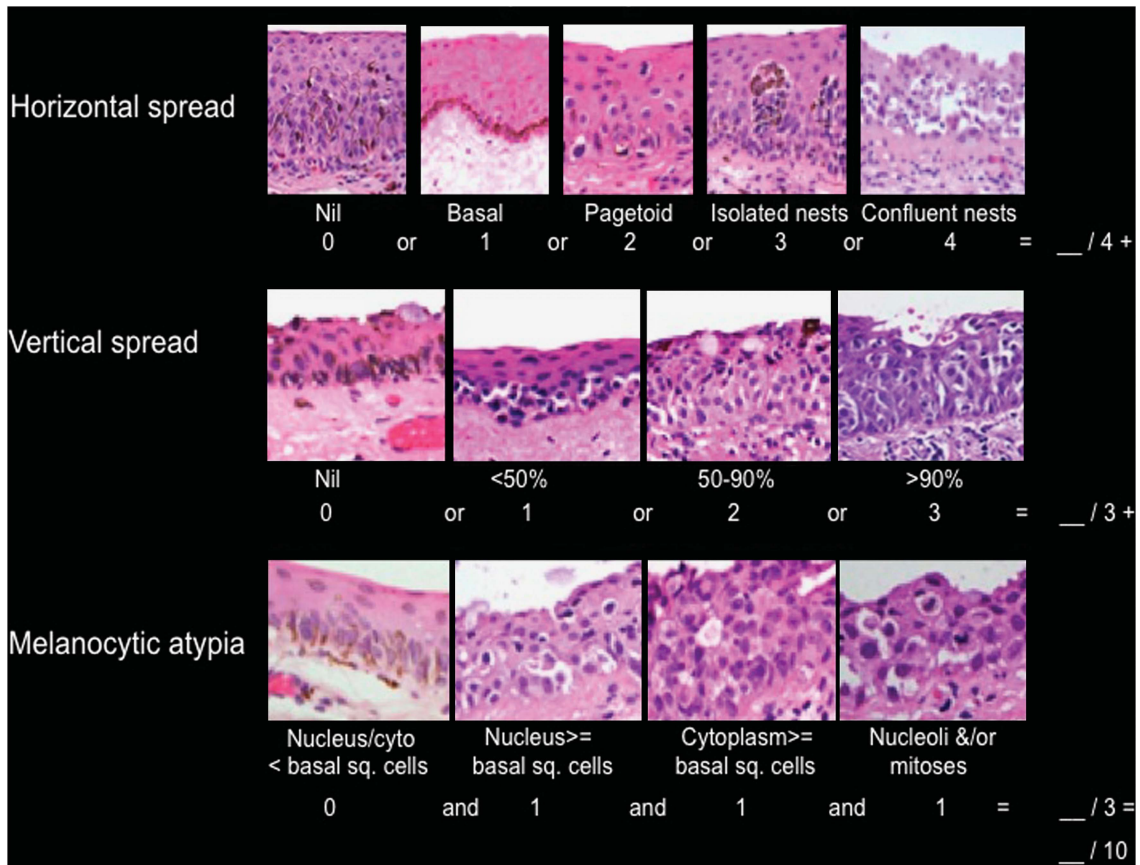 Horizontal spread
Nil Basal Pagetoid Isolated nests Confluent nests
0 or 1 or 2 or 3 or 4 = __ / 4 +
Vertical spread
Nil <50% 50-90% >90%
0 or 1 or 2 or 3 = __ / 3 +
Melanocytic atypia
Nucleus/cyto Nucleus>= Cytoplasm>= Nucleoli &/or
< basal sq. cells basal sq. cells basal sq. cells mitoses
0 and 1 and 1 and 1 = __ / 3 =
__ / 10